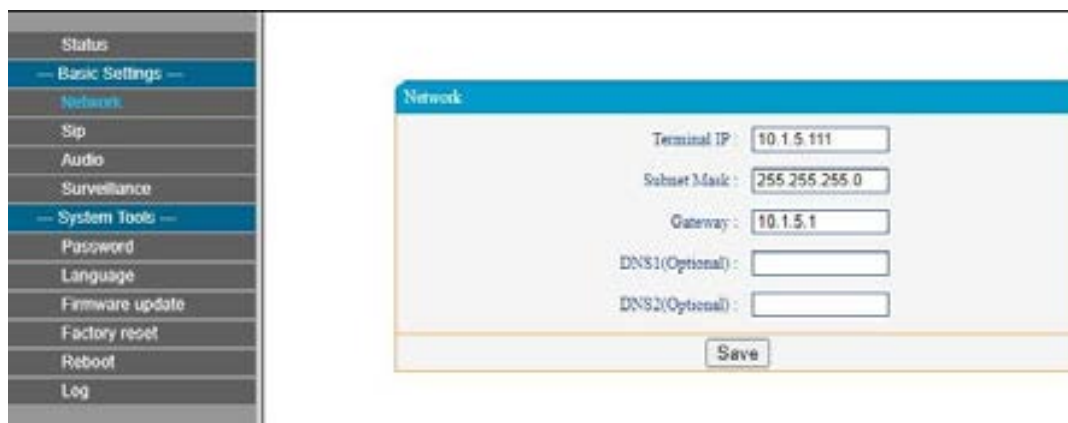 Status
— Basic Settings —
Network
Sip
Audio
Surveillance
— System Tools —
Password
Language
Firmware update
Factory reset
Reboot
Log
Network
Terminal IP : 10.1.5.111
Subnet Mask : 255.255.255.0
Gateway : 10.1.5.1
DNS1(Optional) :
DNS2(Optional) :
Save